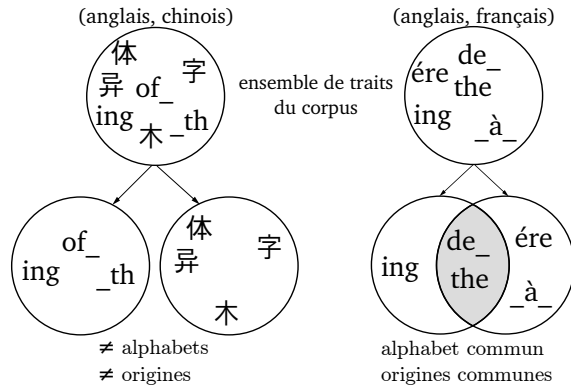 (anglais, chinois)
体
异
字
of_
ing
_th
木
ensemble de traits
du corpus
(anglais, français)
de_
ére
the
ing
_à_
of_
ing
_th
体
异
字
木
≠ alphabets
≠ origines
ing
de_
the
ére
_à_
alphabet commun
origines communes